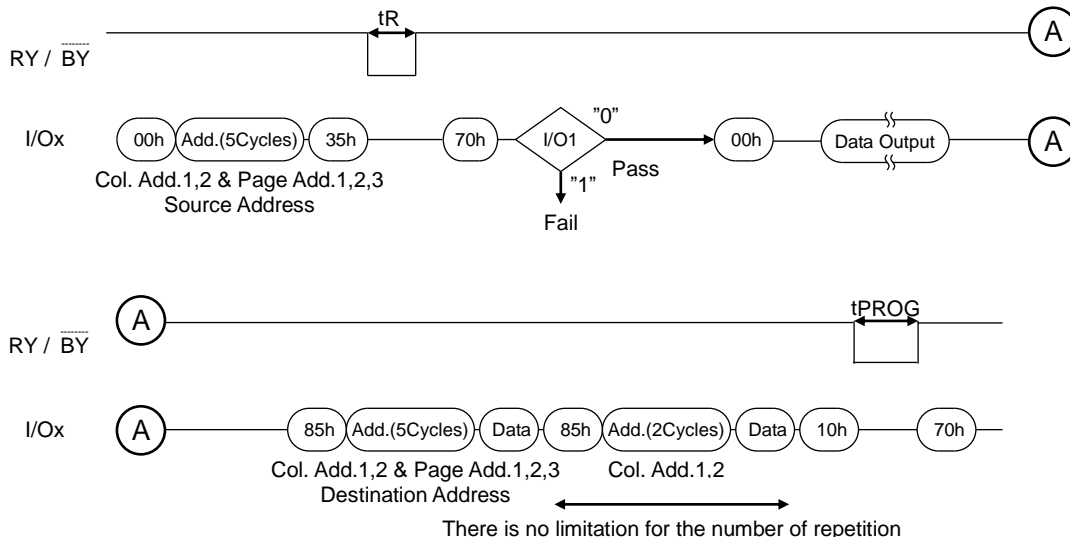 tR
RY / BY
A
I/Ox
00h
Add.(5Cycles)
35h
70h
I/O1
"0"
Pass
00h
Data Output
A
"1"
Fail
Col. Add.1,2 & Page Add.1,2,3
Source Address
A
tPROG
RY / BY
I/Ox
A
85h
Add.(5Cycles)
Data
85h
Add.(2Cycles)
Data
10h
70h
Col. Add.1,2 & Page Add.1,2,3
Destination Address
Col. Add.1,2
There is no limitation for the number of repetition